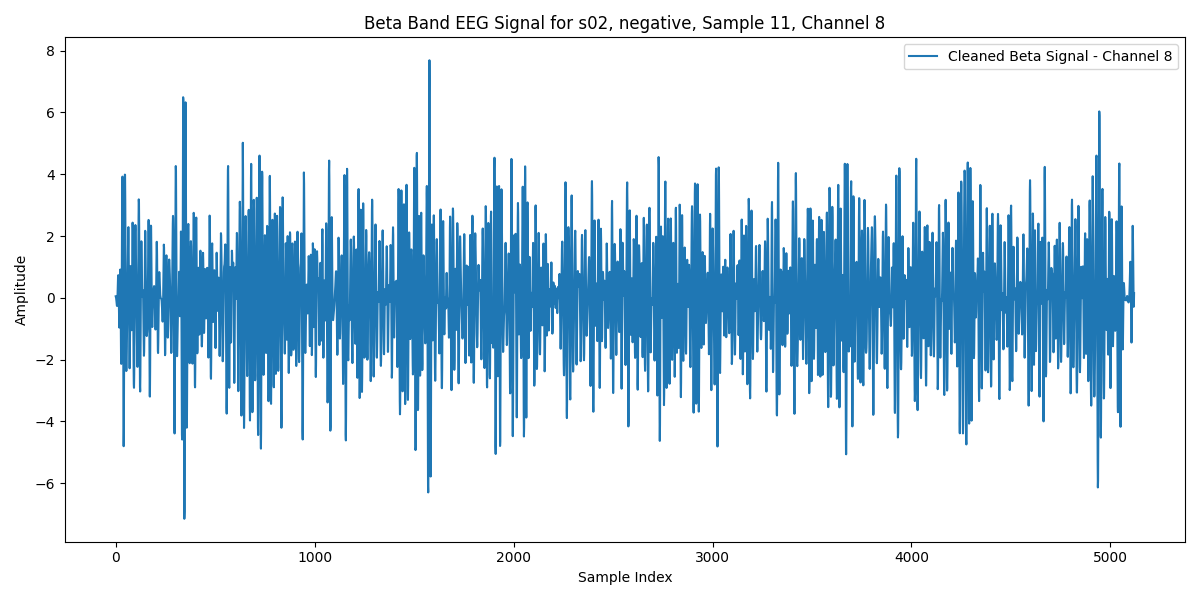 Beta Band EEG Signal for s02, negative, Sample 11, Channel 8
Cleaned Beta Signal - Channel 8
8
6
4
2
0
−2
−4
−6
Amplitude
0 1000 2000 3000 4000 5000
Sample Index